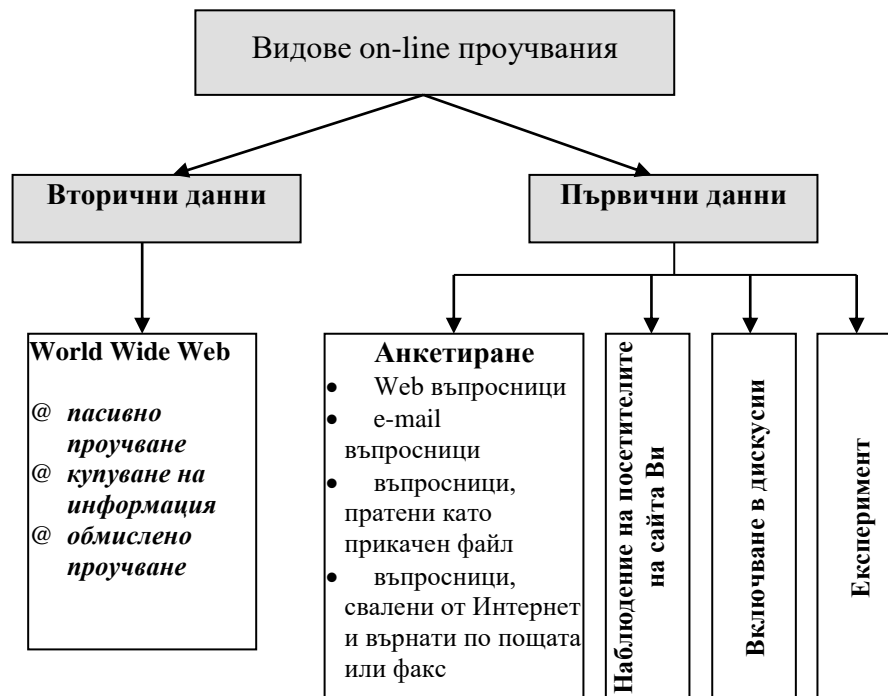 Видове on-line проучвания
Вторични данни
Първични данни
World Wide Web
@ пасивно
проучване
@ купуване на
информация
@ обмислено
проучване
Анкетиране
• Web въпросници
• e-mail
въпросници
• въпросници,
пратени като
прикачен файл
• въпросници,
свалени от Интернет
и върнати по пощата
или факс
Наблюдение на посетителите
на сайта Ви
Включване в дискусии
Експеримент